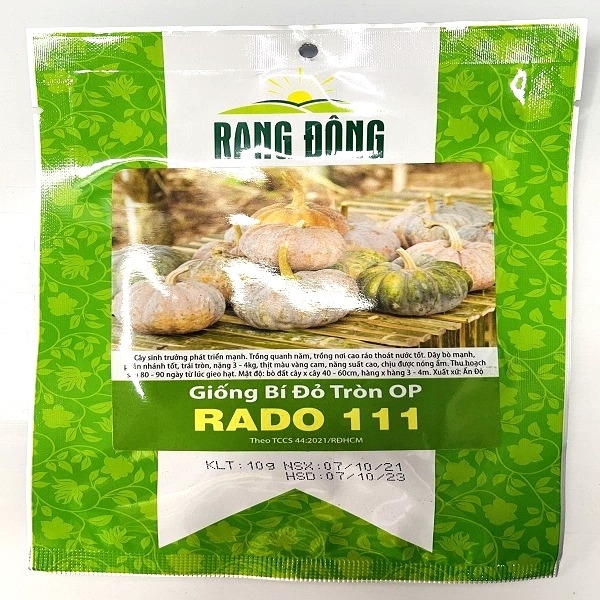 RẠNG ĐÔNG
Cây sinh trưởng phát triển mạnh. Trồng quanh năm, trồng nơi cao ráo thoát nước tốt. Dây bò mạnh,
phân nhánh tốt, trái tròn, nặng 3 - 4kg, thịt màu vàng cam, năng suất cao, chịu được nóng ẩm. Thu hoạch
sau 80 - 90 ngày từ lúc gieo hạt. Mật độ: bò đất cây x cây 40 - 60cm, hàng x hàng 3 - 4m. Xuất xứ: Ấn Độ
Giống Bí Đỏ Tròn OP
RADO 111
Theo TCCS 44:2021/RĐHCM
KLT: 10g NSX:07/10/21
HSD:07/10/23